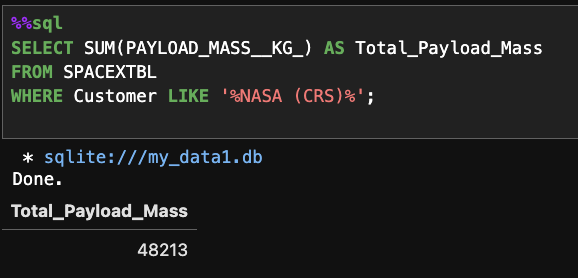 %%sql
SELECT SUM(PAYLOAD_MASS__KG_) AS Total_Payload_Mass
FROM SPACEXTBL
WHERE Customer LIKE '%NASA (CRS)%';
* sqlite:///my_data1.db
Done.
Total_Payload_Mass
48213